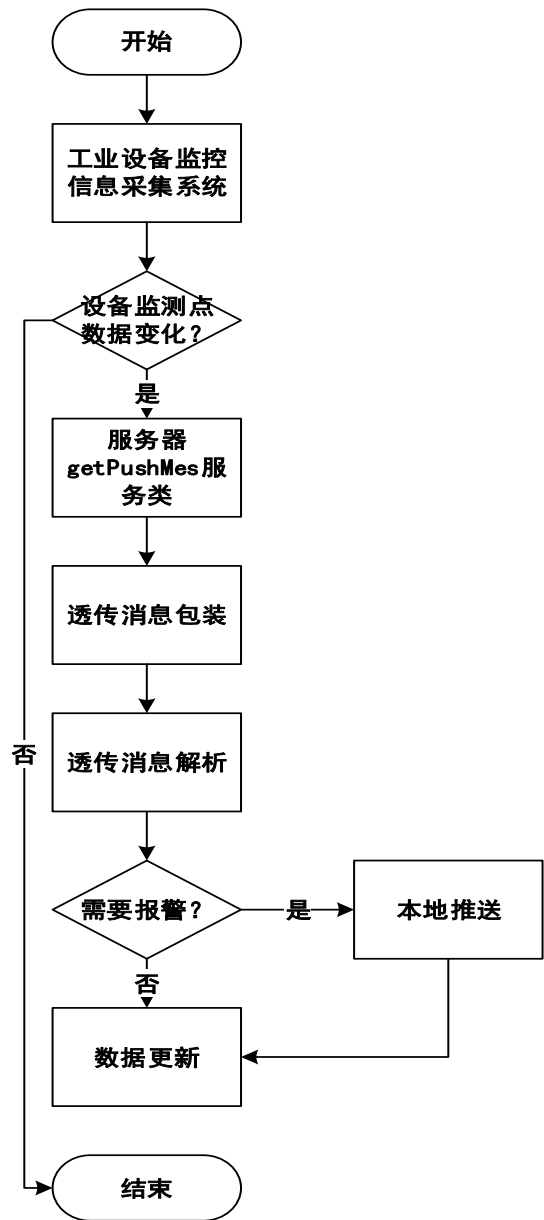 开始
工业设备监控
信息采集系统
设备监测点
数据变化？
是
服务器
getPushMes服
务类
透传消息包装
透传消息解析
否
需要报警？
是
本地推送
否
数据更新
结束